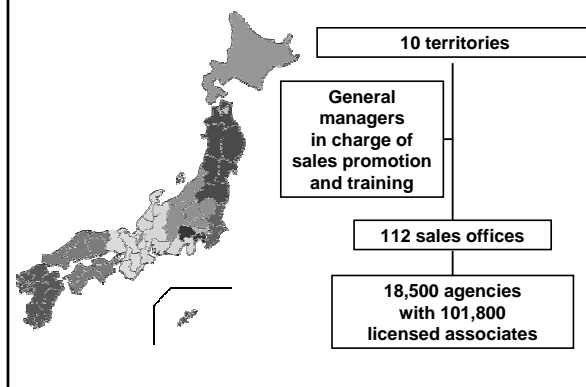 10 territories
General
managers
in charge of
sales promotion
and training
112 sales offices
18,500 agencies
with 101,800
licensed associates